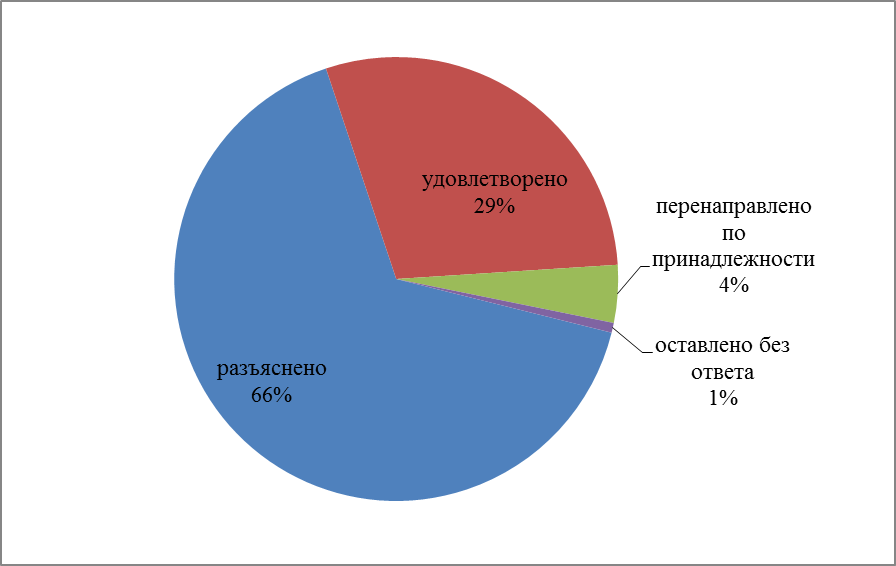 удовлетворено
29%
перенаправлено
по
принадлежности
4%
оставлено без
ответа
1%
разъяснено
66%